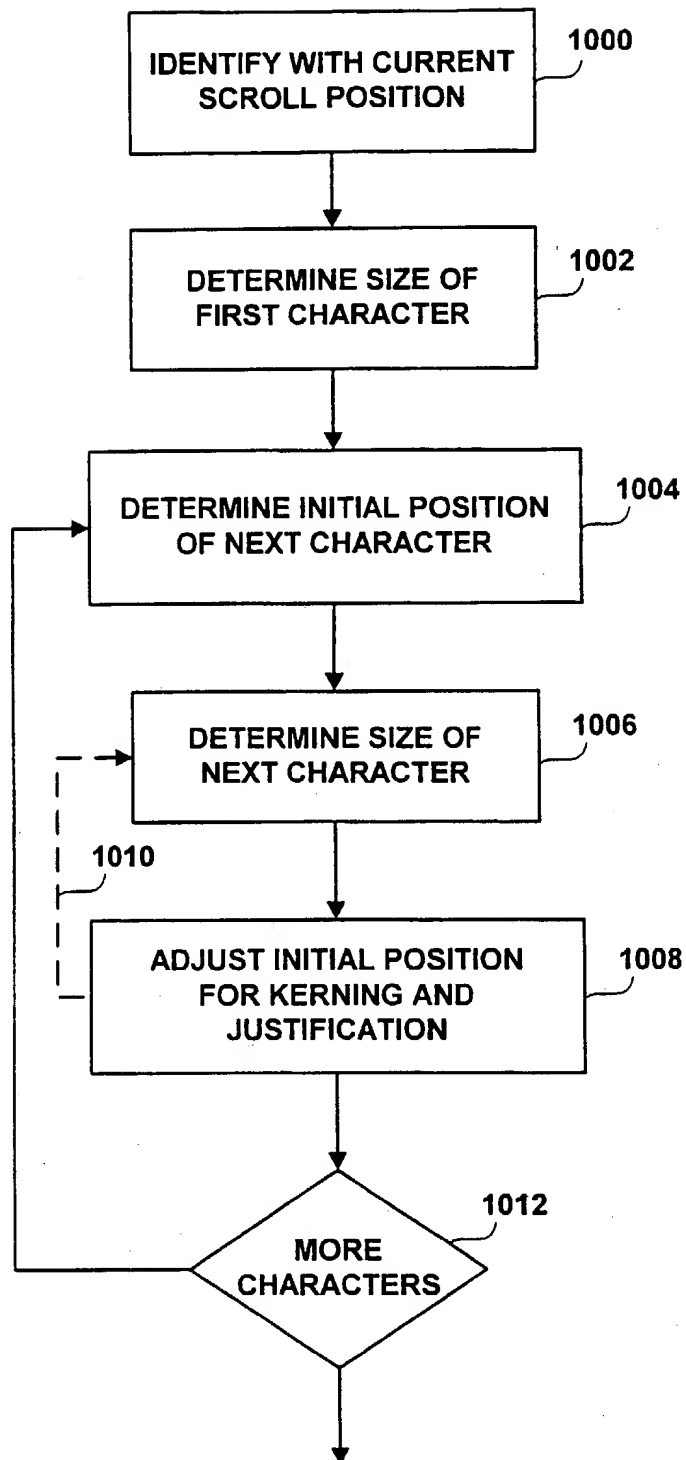 1000
IDENTIFY WITH CURRENT
SCROLL POSITION
1002
DETERMINE SIZE OF
FIRST CHARACTER
1004
DETERMINE INITIAL POSITION
OF NEXT CHARACTER
1006
DETERMINE SIZE OF
NEXT CHARACTER
1010
1008
ADJUST INITIAL POSITION
FOR KERNING AND
JUSTIFICATION
1012
MORE
CHARACTERS